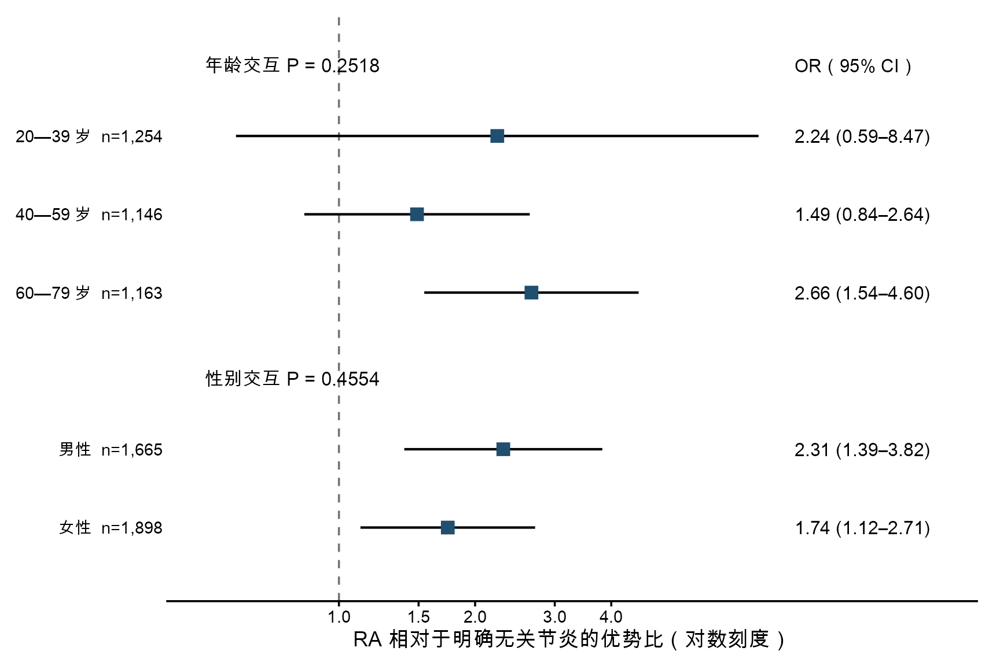 年龄交互 P = 0.2518 OR（95% CI）
20—39 岁 n=1,254 2.24 (0.59–8.47)
40—59 岁 n=1,146 1.49 (0.84–2.64)
60—79 岁 n=1,163 2.66 (1.54–4.60)
性别交互 P = 0.4554
男性 n=1,665 2.31 (1.39–3.82)
女性 n=1,898 1.74 (1.12–2.71)
1.0 1.5 2.0 3.0 4.0
RA 相对于明确无关节炎的优势比（对数刻度）